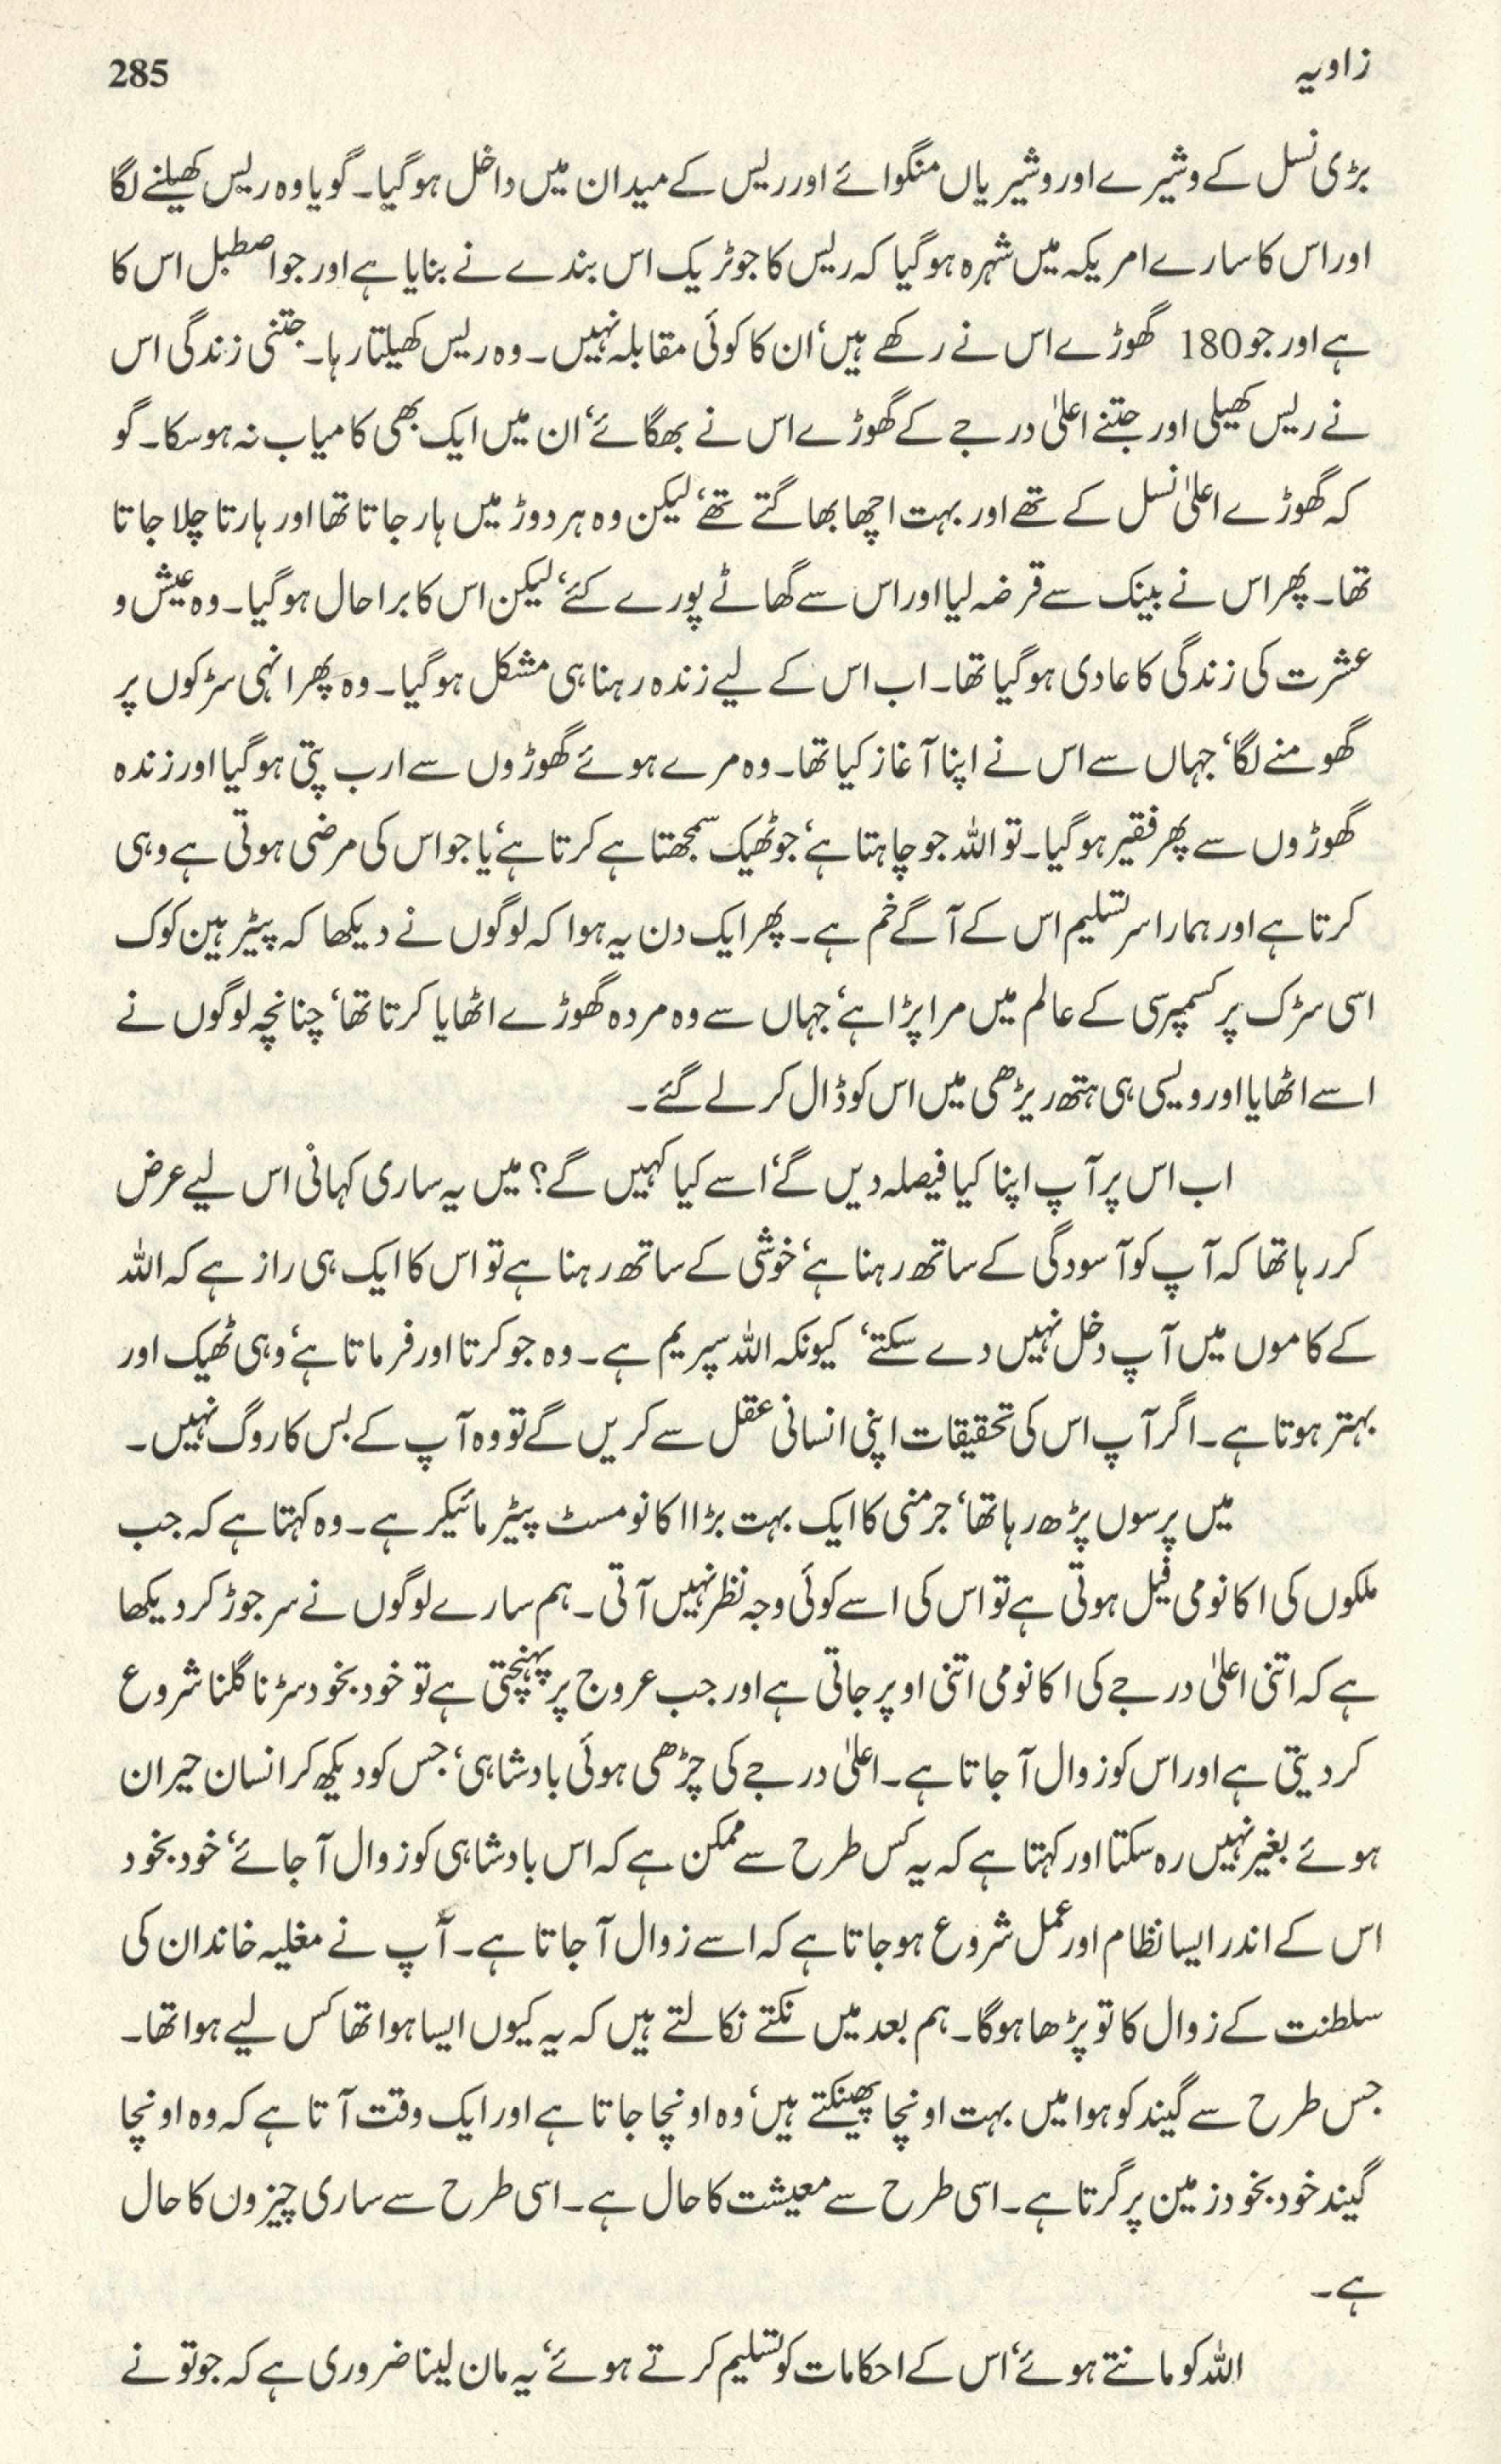 زاویہ 285
بڑی نسل کے وشیرے اور وشیریاں منگوائے اور ریس کے میدان میں داخل ہوگیا۔ گویا وہ ریس کھیلنے لگا
اور اس کا سارے امریکہ میں شہرہ ہوگیا کہ ریس کا جو ٹریک اس بندے نے بنایا ہے اور جو اصطبل اس کا
ہے اور جو 180 گھوڑے اس نے رکھے ہیں‘ ان کا کوئی مقابلہ نہیں۔ وہ ریس کھیلتا رہا۔ جتنی زندگی اس
نے ریس کھیلی اور جتنے اعلیٰ درجے کے گھوڑے اس نے بھگائے‘ ان میں ایک بھی کامیاب نہ ہوسکا۔ گو
کہ گھوڑے اعلیٰ نسل کے تھے اور بہت اچھا بھاگتے تھے‘ لیکن وہ ہر دوڑ میں ہار جاتا تھا اور ہارتا چلا جاتا
تھا۔ پھر اس نے بینک سے قرضہ لیا اور اس سے گھاٹے پورے کئے‘ لیکن اس کا برا حال ہوگیا۔ وہ عیش و
عشرت کی زندگی کا عادی ہوگیا تھا۔ اب اس کے لیے زندہ رہنا ہی مشکل ہوگیا۔ وہ پھر انہی سڑکوں پر
گھومنے لگا‘ جہاں سے اس نے اپنا آغاز کیا تھا۔ وہ مرے ہوئے گھوڑوں سے ارب پتی ہوگیا اور زندہ
گھوڑوں سے پھر فقیر ہوگیا۔ تو اللہ جو چاہتا ہے‘ جو ٹھیک سمجھتا ہے کرتا ہے‘ یا جو اس کی مرضی ہوتی ہے وہی
کرتا ہے اور ہمارا سر تسلیم اس کے آگے خم ہے۔ پھر ایک دن یہ ہوا کہ لوگوں نے دیکھا کہ پیٹر ہین کوک
اسی سڑک پر کسمپرسی کے عالم میں مرا پڑا ہے‘ جہاں سے وہ مردہ گھوڑے اٹھایا کرتا تھا‘ چنانچہ لوگوں نے
اسے اٹھایا اور ویسی ہی ہتھ ریڑھی میں اس کو ڈال کر لے گئے۔
اب اس پر آپ اپنا کیا فیصلہ دیں گے‘ اسے کیا کہیں گے؟ میں یہ ساری کہانی اس لیے عرض
کر رہا تھا کہ آپ کو آسودگی کے ساتھ رہنا ہے‘ خوشی کے ساتھ رہنا ہے تو اس کا ایک ہی راز ہے کہ اللہ
کے کاموں میں آپ دخل نہیں دے سکتے‘ کیونکہ اللہ سپریم ہے۔ وہ جو کرتا اور فرماتا ہے‘ وہی ٹھیک اور
بہتر ہوتا ہے۔ اگر آپ اس کی تحقیقات اپنی انسانی عقل سے کریں گے تو وہ آپ کے بس کا روگ نہیں۔
میں پرسوں پڑھ رہا تھا‘ جرمنی کا ایک بہت بڑا اکانومسٹ پیٹر مائیکر ہے۔ وہ کہتا ہے کہ جب
ملکوں کی اکانومی فیل ہوتی ہے تو اس کی اسے کوئی وجہ نظر نہیں آتی۔ ہم سارے لوگوں نے سر جوڑ کر دیکھا
ہے کہ اتنی اعلیٰ درجے کی اکانومی اتنی اوپر جاتی ہے اور جب عروج پر پہنچتی ہے تو خود بخود سڑنا گلنا شروع
کردیتی ہے اور اس کو زوال آ جاتا ہے۔ اعلیٰ درجے کی چڑھی ہوئی بادشاہی‘ جس کو دیکھ کر انسان حیران
ہوئے بغیر نہیں رہ سکتا اور کہتا ہے کہ یہ کس طرح سے ممکن ہے کہ اس بادشاہی کو زوال آ جائے‘ خود بخود
اس کے اندر ایسا نظام اور عمل شروع ہوجاتا ہے کہ اسے زوال آ جاتا ہے۔ آپ نے مغلیہ خاندان کی
سلطنت کے زوال کا تو پڑھا ہوگا۔ ہم بعد میں نکتے نکالتے ہیں کہ یہ کیوں ایسا ہوا تھا کس لیے ہوا تھا۔
جس طرح سے گیند کو ہوا میں بہت اونچا پھینکتے ہیں‘ وہ اونچا جاتا ہے اور ایک وقت آتا ہے کہ وہ اونچا
گیند خود بخود زمین پر گرتا ہے۔ اسی طرح سے معیشت کا حال ہے۔ اسی طرح سے ساری چیزوں کا حال
ہے۔
اللہ کو مانتے ہوئے‘ اس کے احکامات کو تسلیم کرتے ہوئے‘ یہ مان لینا ضروری ہے کہ جو تو نے